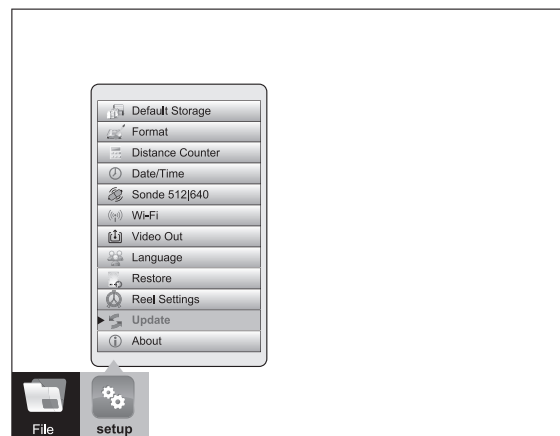 Default Storage
Format
Distance Counter
Date/Time
Sonde 512|640
Wi-Fi
Video Out
Language
Restore
Reel Settings
Update
About
File
setup